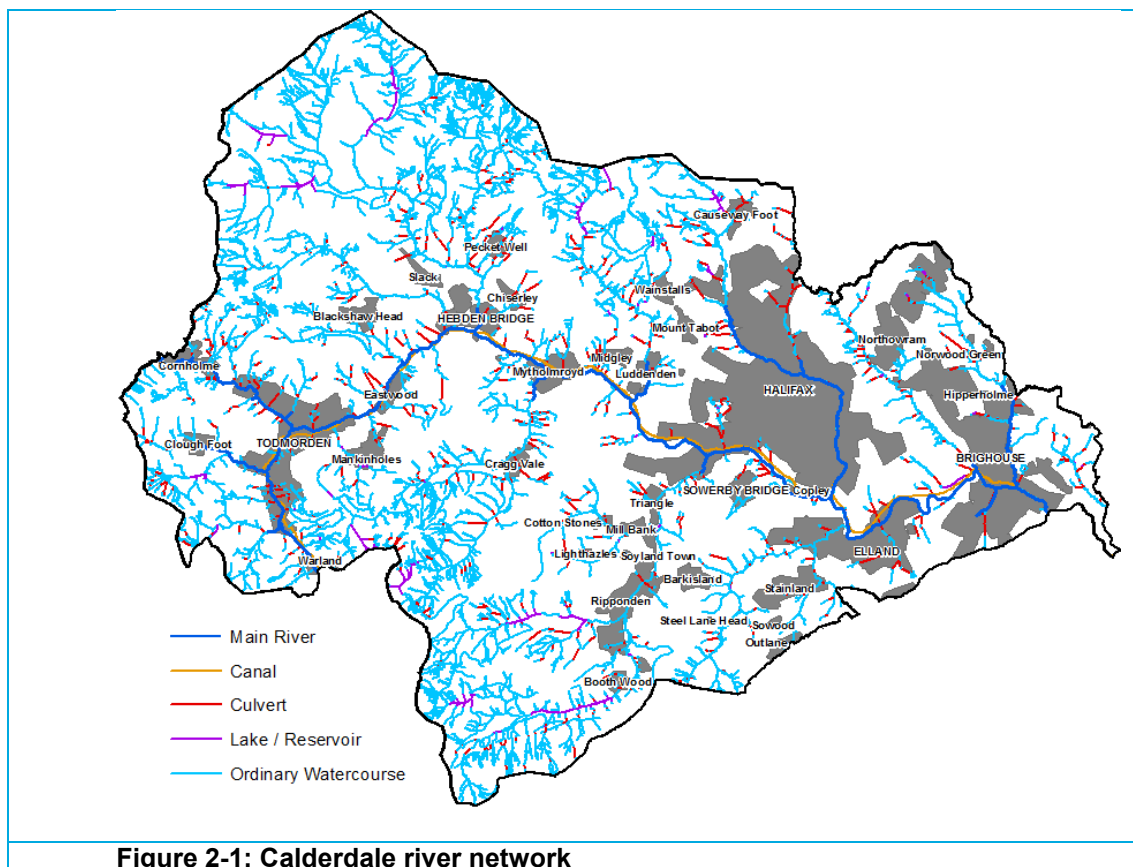 Causeway Foot
Pecket Well
Slack
Chiserley
Wainstalls
Blackshaw Head
HEBDEN BRIDGE
Mount Tabot
Northowram
Norwood Green
Midgley
Cornholme
Mytholmroyd
Luddenden
Eastwood
HALIFAX
Hipperholme
Clough Foot
TODMORDEN
BRIGHOUSE
Mankinholes
Cragg Vale
SOWERBY BRIDGE
Copley
Triangle
Cotton Stones
Mill Bank
ELLAND
Lighthazles
Soyland Town
Warland
Barkisland
Stainland
Ripponden
Steel Lane Head
Sowood
Outlane
Booth Wood
Main River
Canal
Culvert
Lake / Reservoir
Ordinary Watercourse
Figure 2-1: Calderdale river network